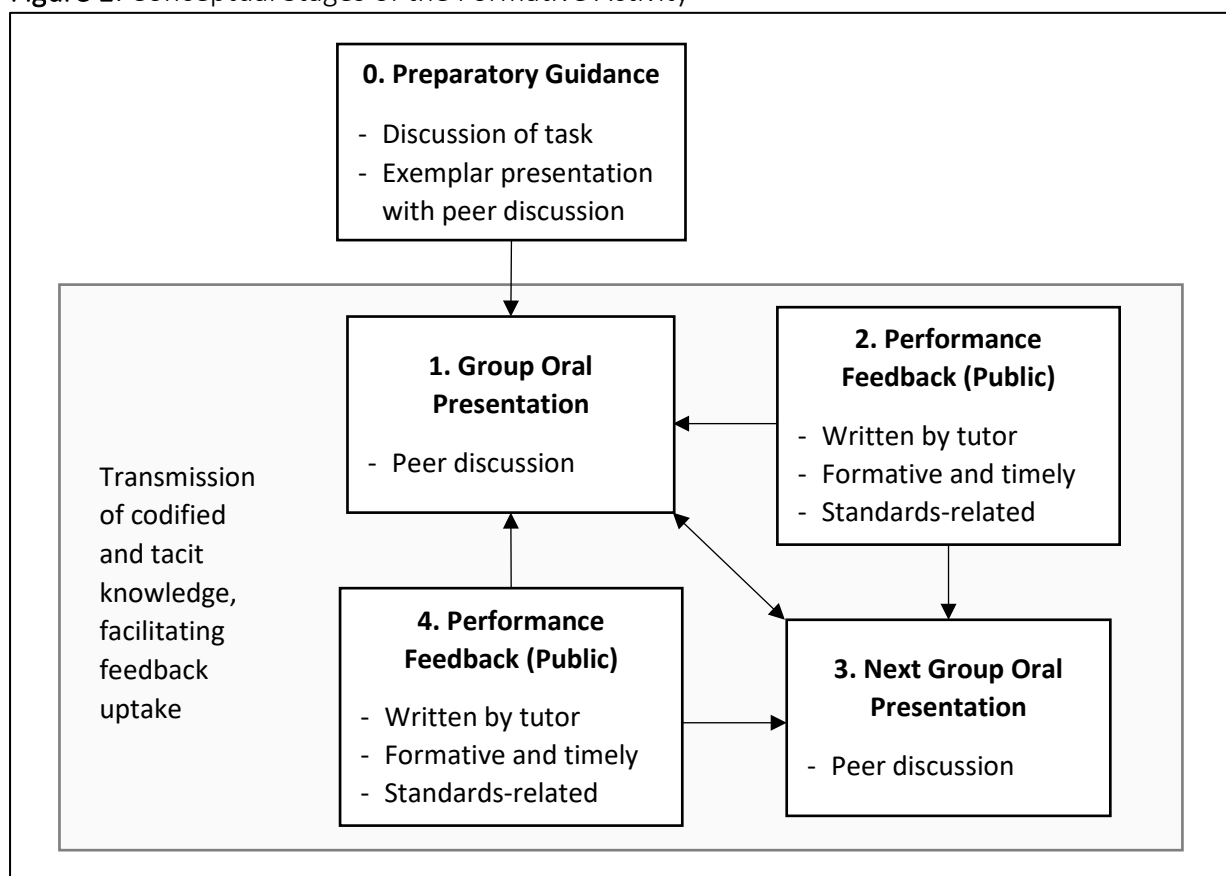 Figure 2. Conceptual Stages of the Formative Activity
0. Preparatory Guidance
- Discussion of task
- Exemplar presentation
with peer discussion
1. Group Oral
Presentation
- Peer discussion
2. Performance
Feedback (Public)
- Written by tutor
- Formative and timely
- Standards-related
Transmission
of codified
and tacit
knowledge,
facilitating
feedback
uptake
4. Performance
Feedback (Public)
- Written by tutor
- Formative and timely
- Standards-related
3. Next Group Oral
Presentation
- Peer discussion